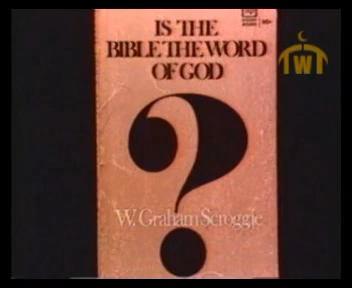 IS THE
BIBLE THE WORD
OF GOD
?
W. Graham Scroggie